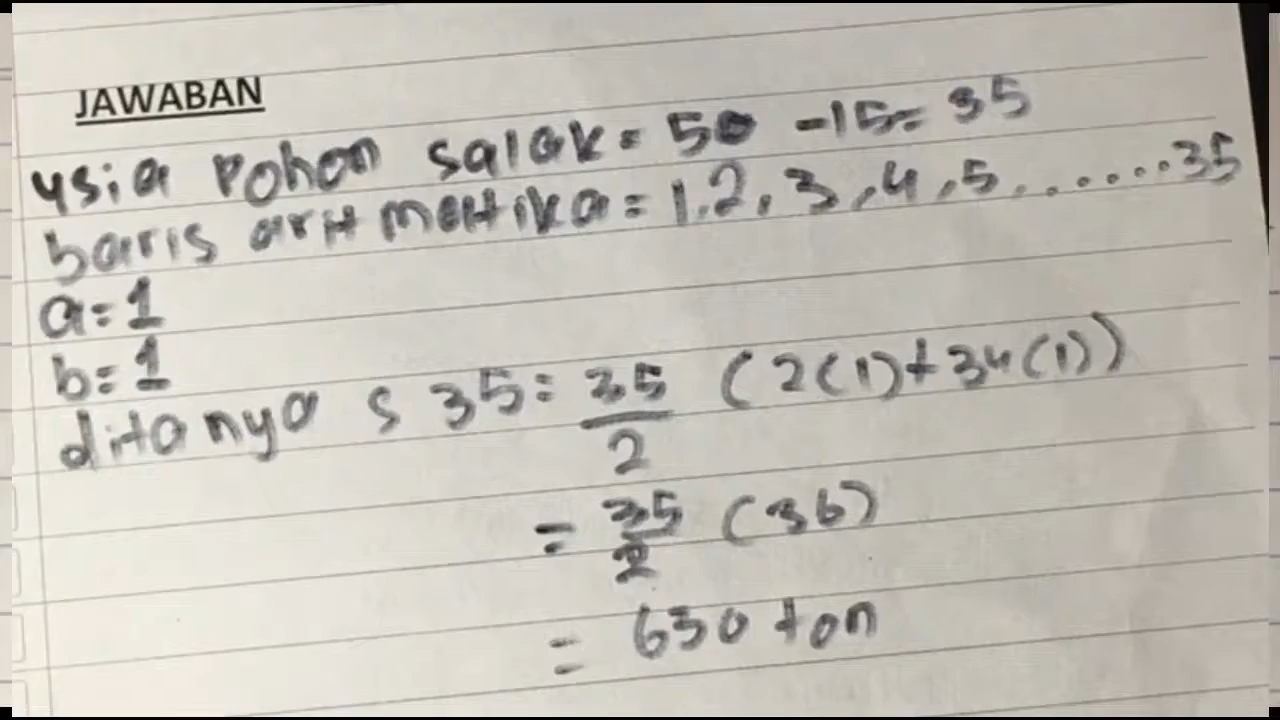 JAWABAN
usia Pohon salak = 50 - 15 = 35
baris aritmetika = 1, 2, 3, 4, 5 ....... 35
a = 1
b = 1
ditanya S 35 = 35/2 (2(1)+34(1))
= 35/2 (36)
= 630 ton